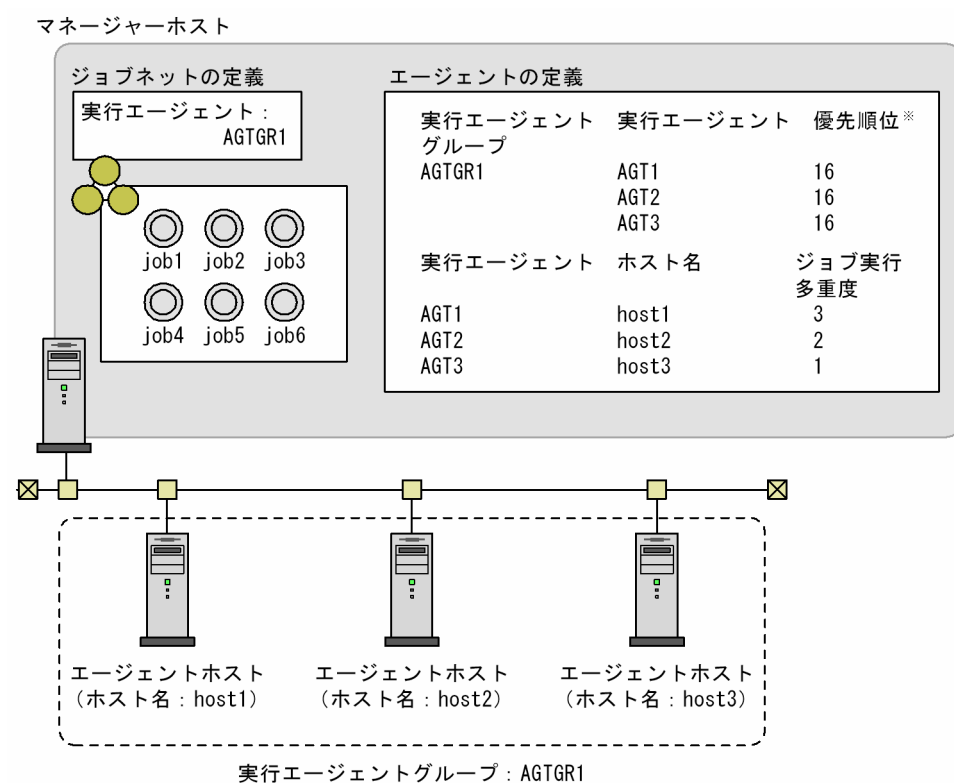 マネージャーホスト
ジョブネットの定義
実行エージェント:
AGTGR1
job1 job2 job3
job4 job5 job6
エージェントの定義
実行エージェントグループ 実行エージェント 優先順位※
AGTGR1 AGT1 16
AGT2 16
AGT3 16
実行エージェント ホスト名 ジョブ実行多重度
AGT1 host1 3
AGT2 host2 2
AGT3 host3 1
エージェントホスト エージェントホスト エージェントホスト
(ホスト名:host1) (ホスト名:host2) (ホスト名:host3)
実行エージェントグループ:AGTGR1